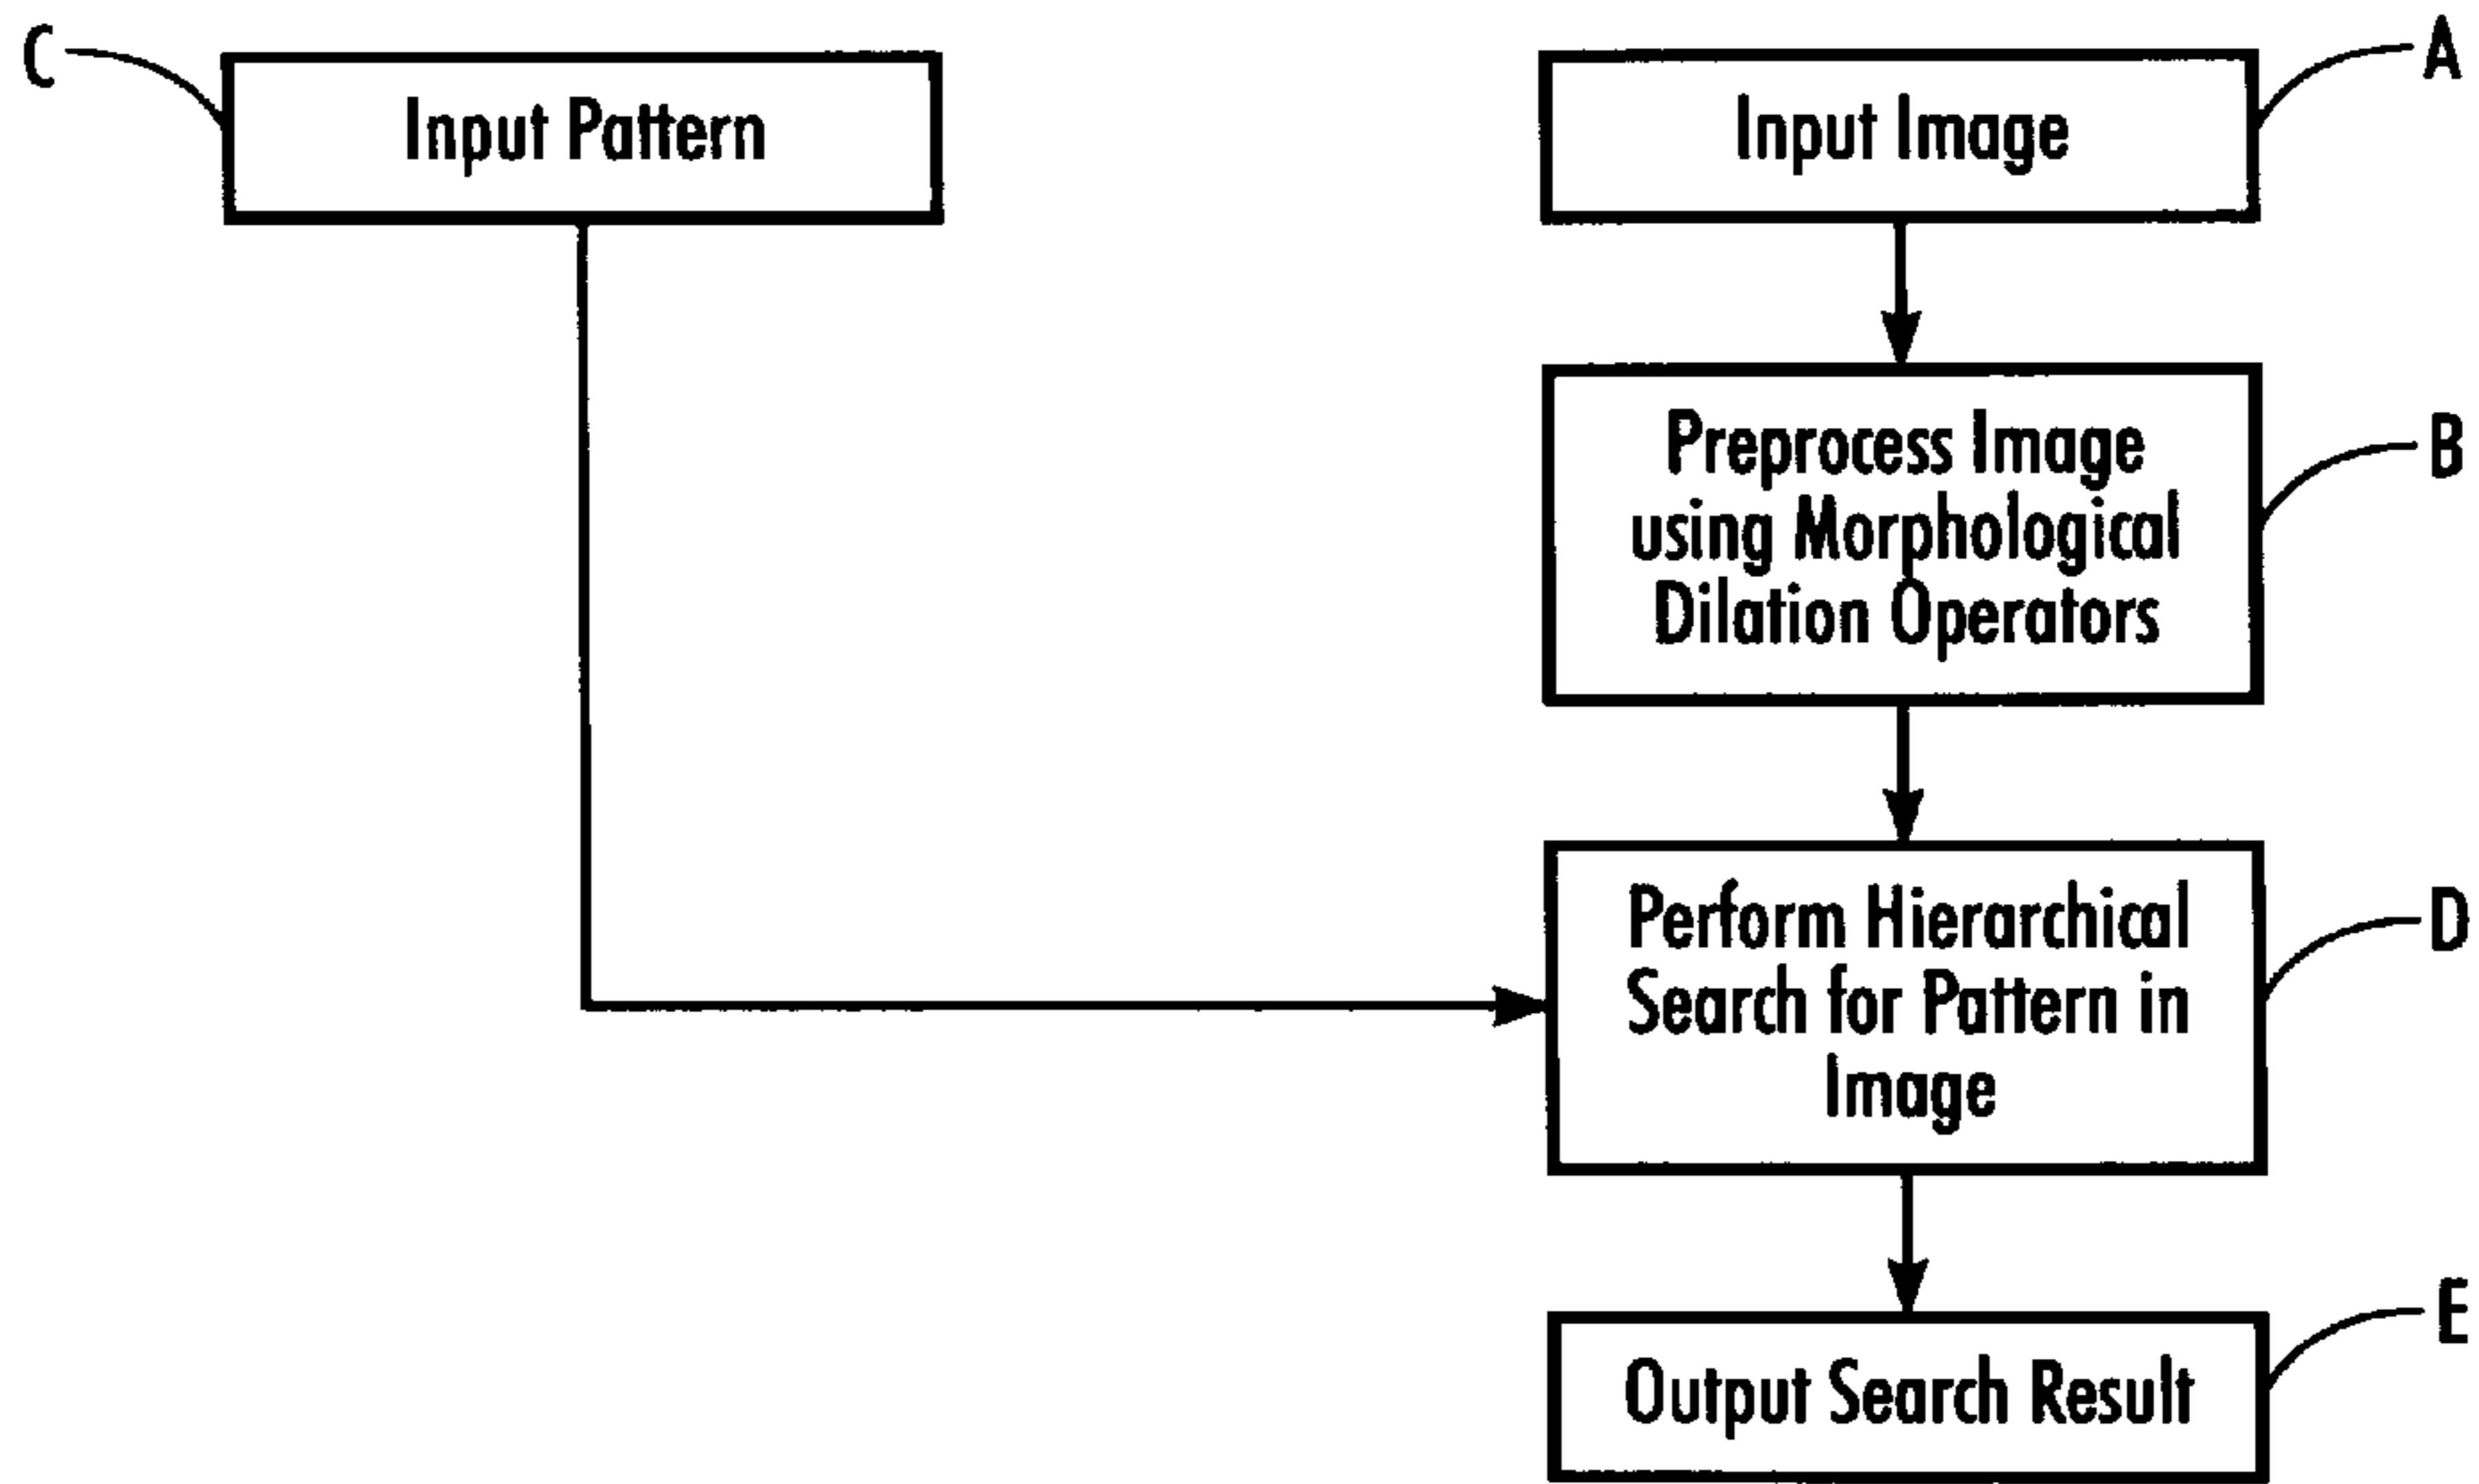 C
Input Pattern
Input Image
A
Preprocess Image
using Morphological
Dilation Operators
B
Perform Hierarchical
Search for Pattern in
Image
D
Output Search Result
E